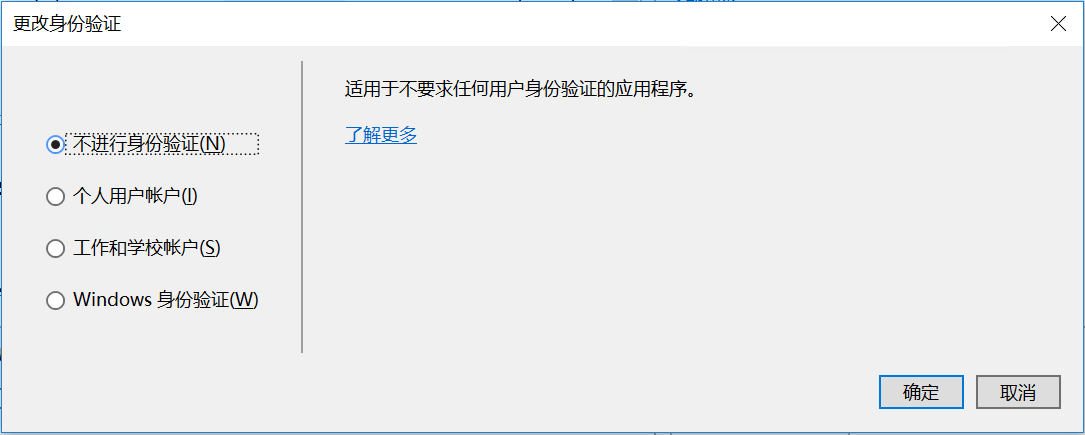 更改身份验证
适用于不要求任何用户身份验证的应用程序。
了解更多
不进行身份验证(N)
个人用户帐户(I)
工作和学校帐户(S)
Windows 身份验证(W)
确定
取消